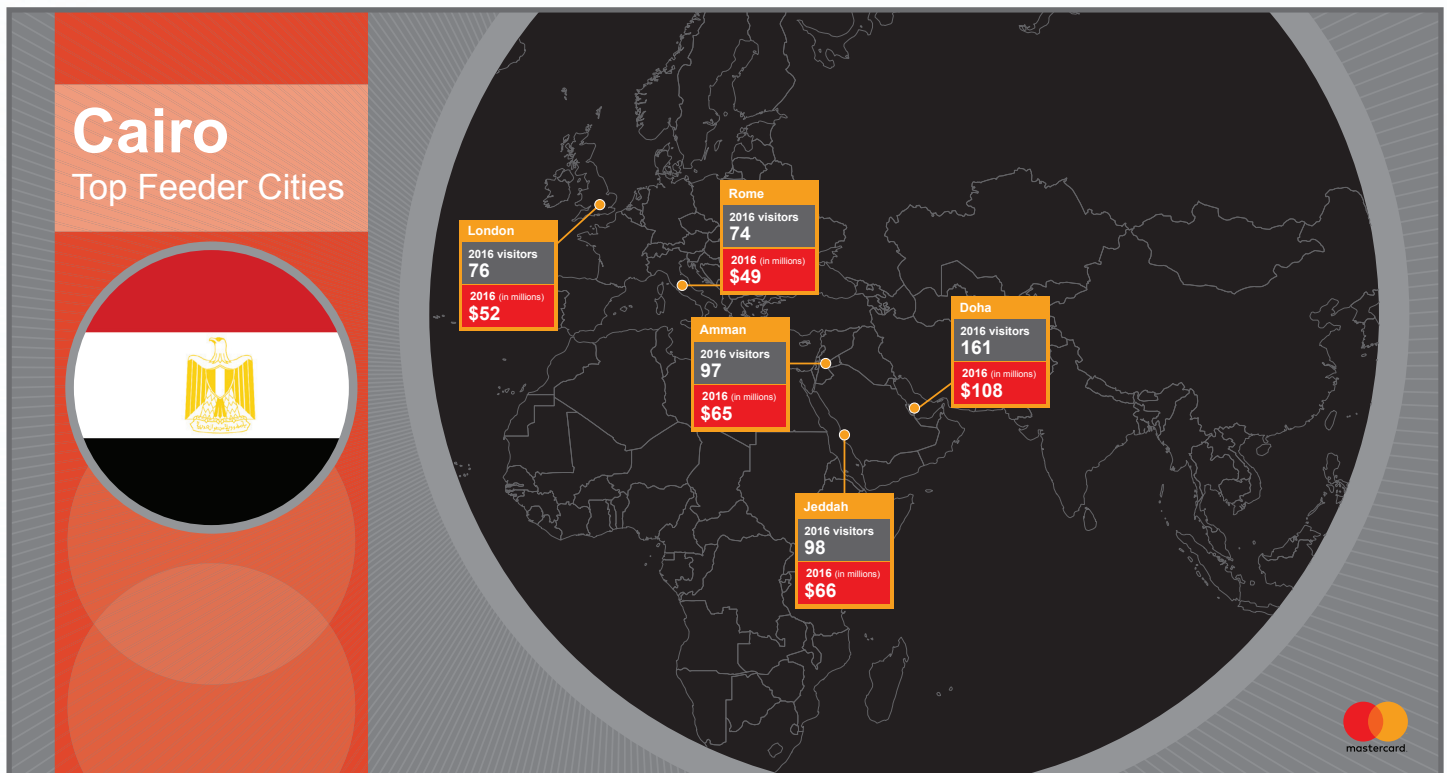 Cairo
Top Feeder Cities
London
2016 visitors
76
2016 (in millions)
$52
Rome
2016 visitors
74
2016 (in millions)
$49
Amman
2016 visitors
97
2016 (in millions)
$65
Doha
2016 visitors
161
2016 (in millions)
$108
Jeddah
2016 visitors
98
2016 (in millions)
$66
mastercard